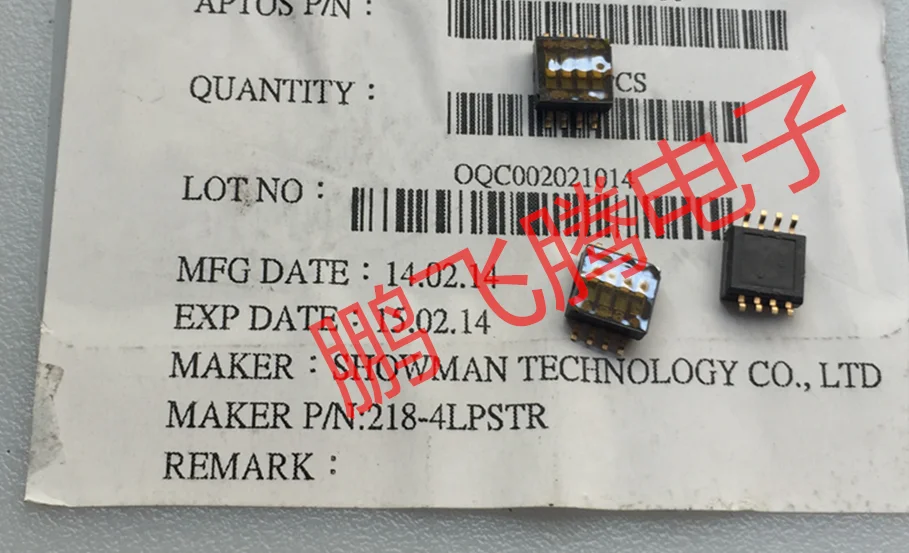 APTOS P/N :
QUANTITY : CS
LOT NO : OQC002021014
MFG DATE : 14.02.14
EXP DATE : 15.02.14
MAKER : SHOWMAN TECHNOLOGY CO., LTD
MAKER P/N:218-4LPSTR
REMARK :
鹏飞腾电子